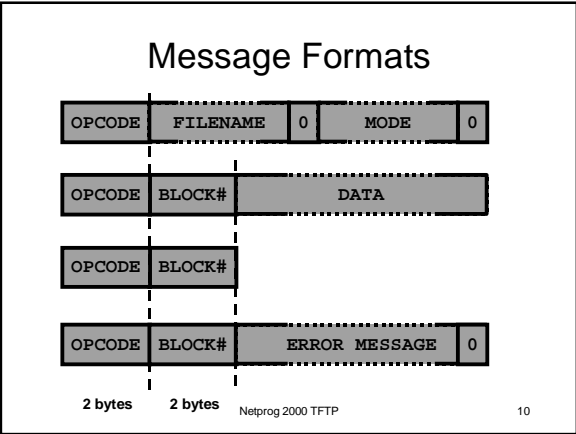 Message Formats
OPCODE FILENAME 0 MODE 0
OPCODE BLOCK# DATA
OPCODE BLOCK#
OPCODE BLOCK# ERROR MESSAGE 0
2 bytes 2 bytes
Netprog 2000 TFTP 10